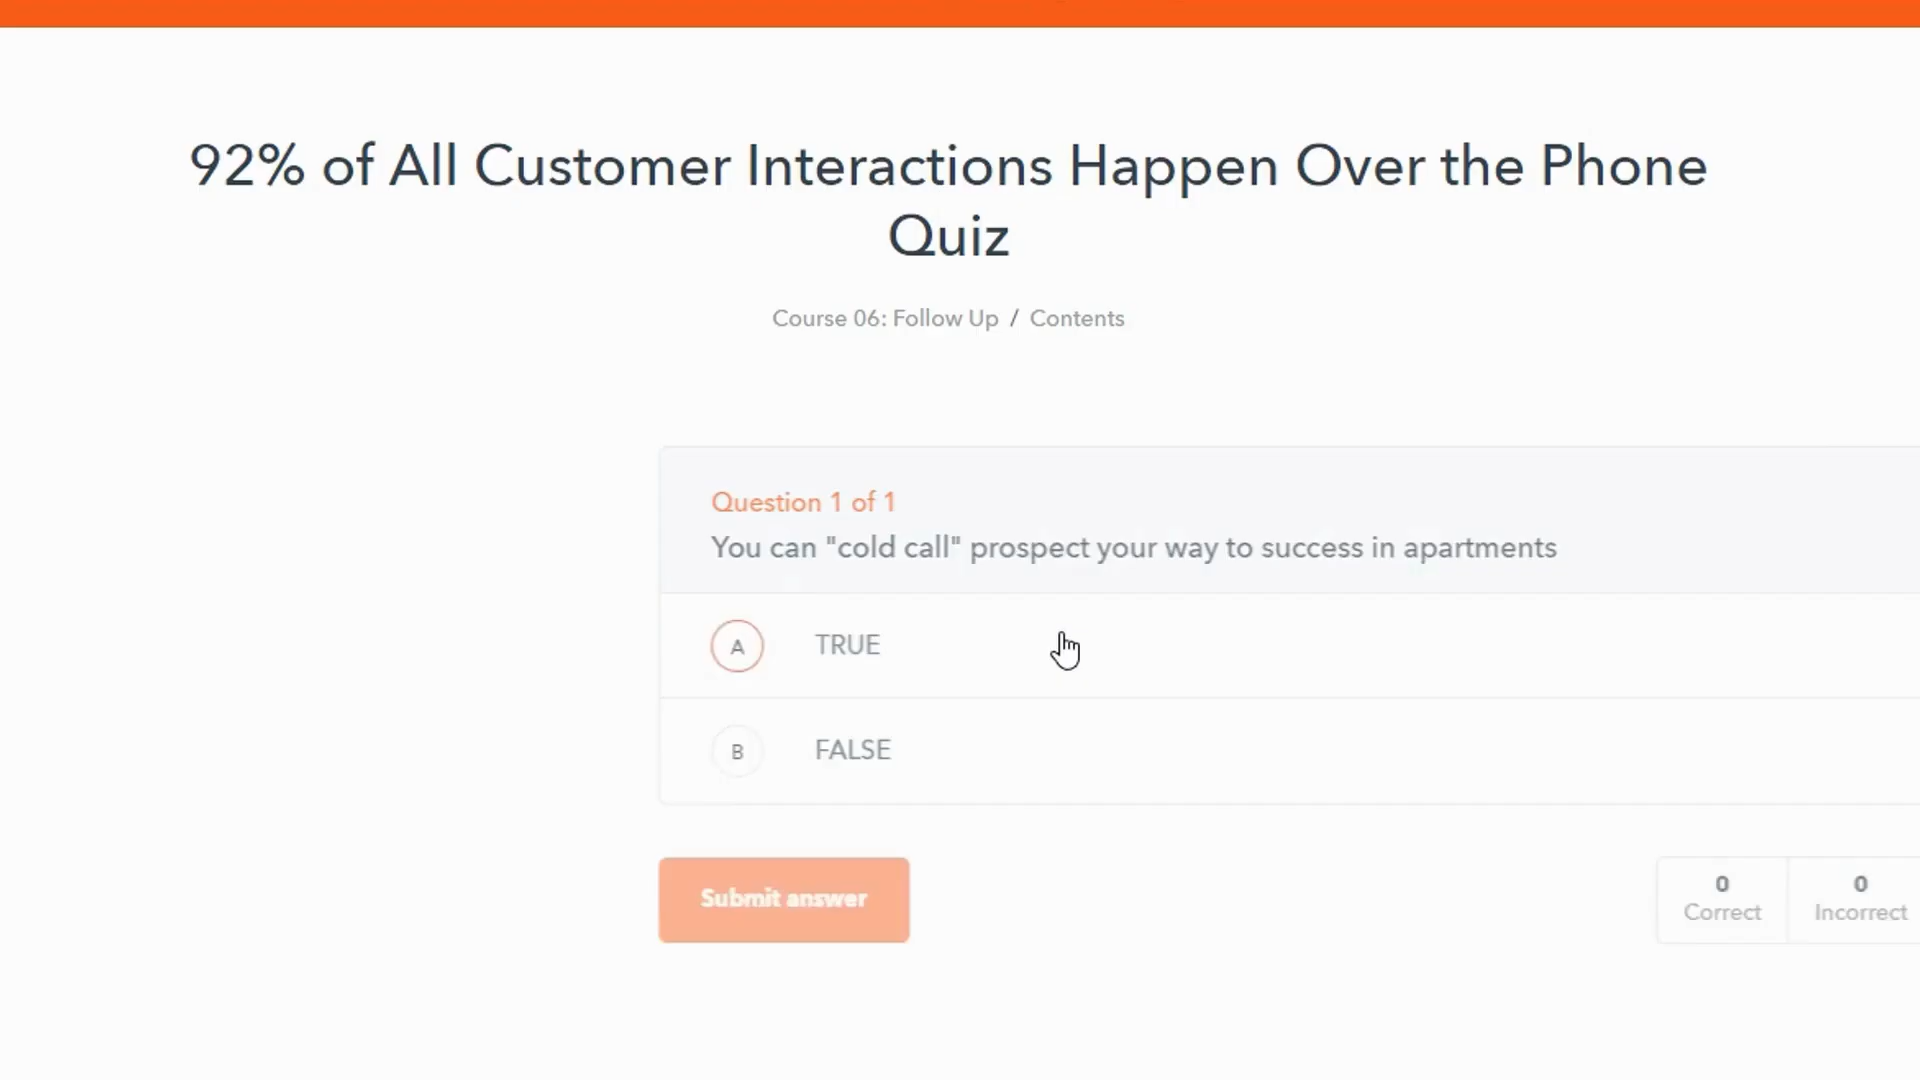 92% of All Customer Interactions Happen Over the Phone
Quiz
Course 06: Follow Up / Contents
Question 1 of 1
You can "cold call" prospect your way to success in apartments
A TRUE
B FALSE
Submit answer
0
Correct
0
Incorrect